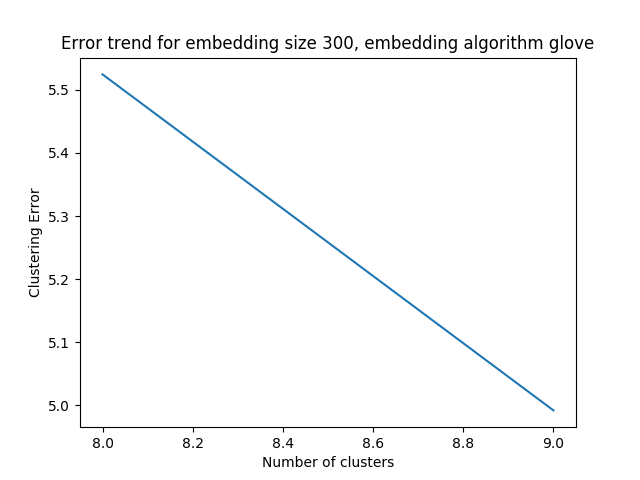 Error trend for embedding size 300, embedding algorithm glove
5.5
5.4
5.3
5.2
5.1
5.0
Clustering Error
8.0 8.2 8.4 8.6 8.8 9.0
Number of clusters